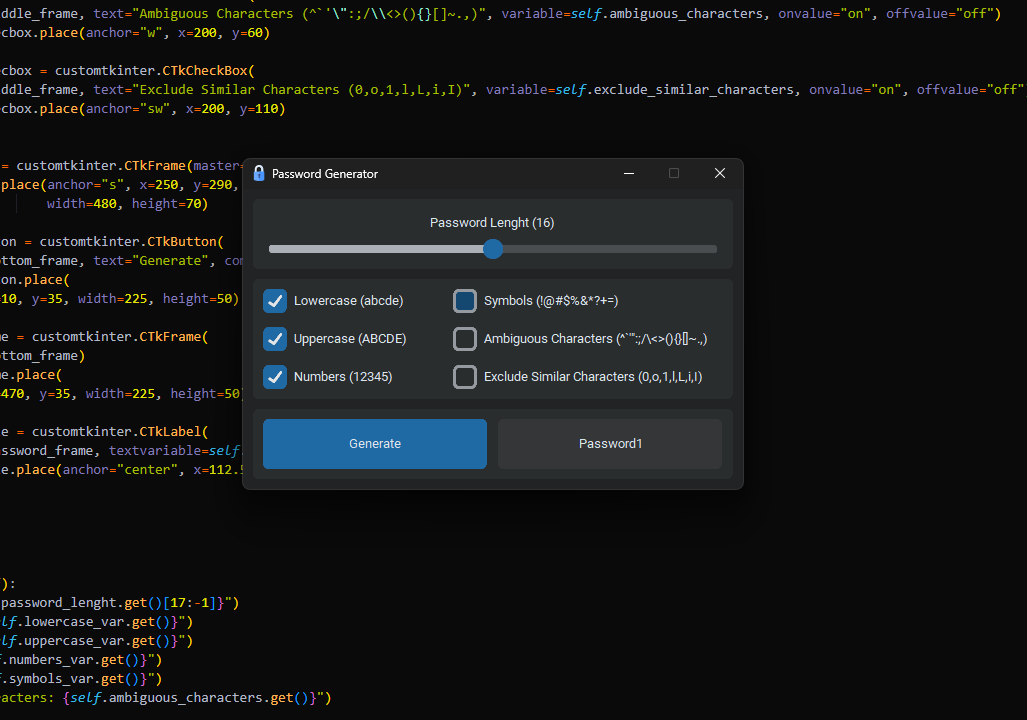 ddle_frame, text="Ambiguous Characters (^`'\":;/\\<>(){}[]~.,)", variable=self.ambiguous_characters, onvalue="on", offvalue="off")
cbox.place(anchor="w", x=200, y=60)
cbox = customtkinter.CTkCheckBox(
ddle_frame, text="Exclude Similar Characters (0,o,1,l,L,i,I)", variable=self.exclude_similar_characters, onvalue="on", offvalue="off"
cbox.place(anchor="sw", x=200, y=110)
= customtkinter.CTkFrame(master=
place(anchor="s", x=250, y=290,
width=480, height=70)
on = customtkinter.CTkButton(
ttom_frame, text="Generate", com
on.place(
=10, y=35, width=225, height=50)
me = customtkinter.CTkFrame(
ottom_frame)
me.place(
=470, y=35, width=225, height=50
le = customtkinter.CTkLabel(
assword_frame, textvariable=self.
le.place(anchor="center", x=112.5
Password Generator
Password Lenght (16)
Lowercase (abcde)
Symbols (!@#$%&*?+=)
Uppercase (ABCDE)
Ambiguous Characters (^`'":;/\<>(){}[]~.,)
Numbers (12345)
Exclude Similar Characters (0,o,1,l,L,i,I)
Generate
Password1
):
password_lenght.get()[17:-1]}")
lf.lowercase_var.get()}")
lf.uppercase_var.get()}")
.numbers_var.get()}")
.symbols_var.get()}")
acters: {self.ambiguous_characters.get()}")